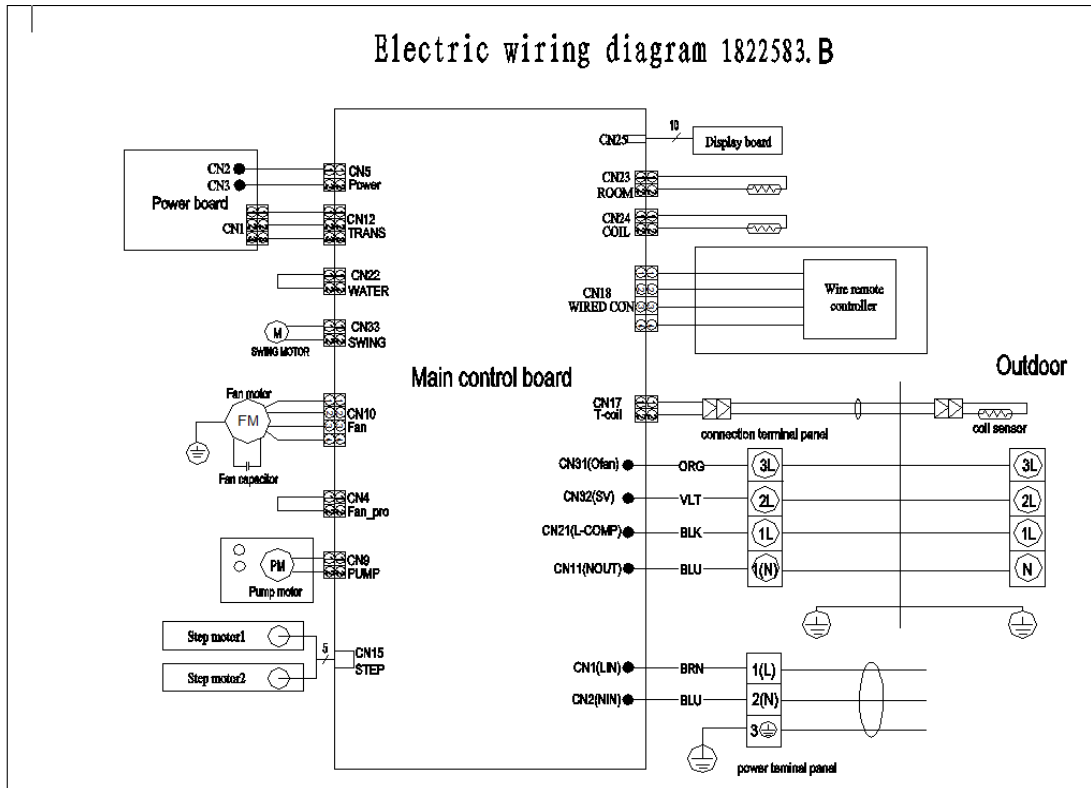 Electric wiring diagram 1822583.B
CN2
CN3
Power board
CN1
CN5
Power
CN12
TRANS
CN22
WATER
M
SWING MOTOR
CN33
SWING
Fan motor
FM
Fan capacitor
CN10
Fan
CN4
Fan_pro
PM
Pump motor
CN9
PUMP
Step motor1
Step motor2
5
CN15
STEP
Main control board
CN25
10
Display board
CN23
ROOM
CN24
COIL
CN18
WIRED CON
Wire remote
controller
Outdoor
CN17
T-coil
connection terminal panel
coil sensor
CN31(Ofan)
ORG
3L
3L
CN32(SV)
VLT
2L
2L
CN21(L-COMP)
BLK
1L
1L
CN11(NOUT)
BLU
1(N)
N
CN1(LIN)
BRN
1(L)
CN2(NIN)
BLU
2(N)
3
power teminal panel